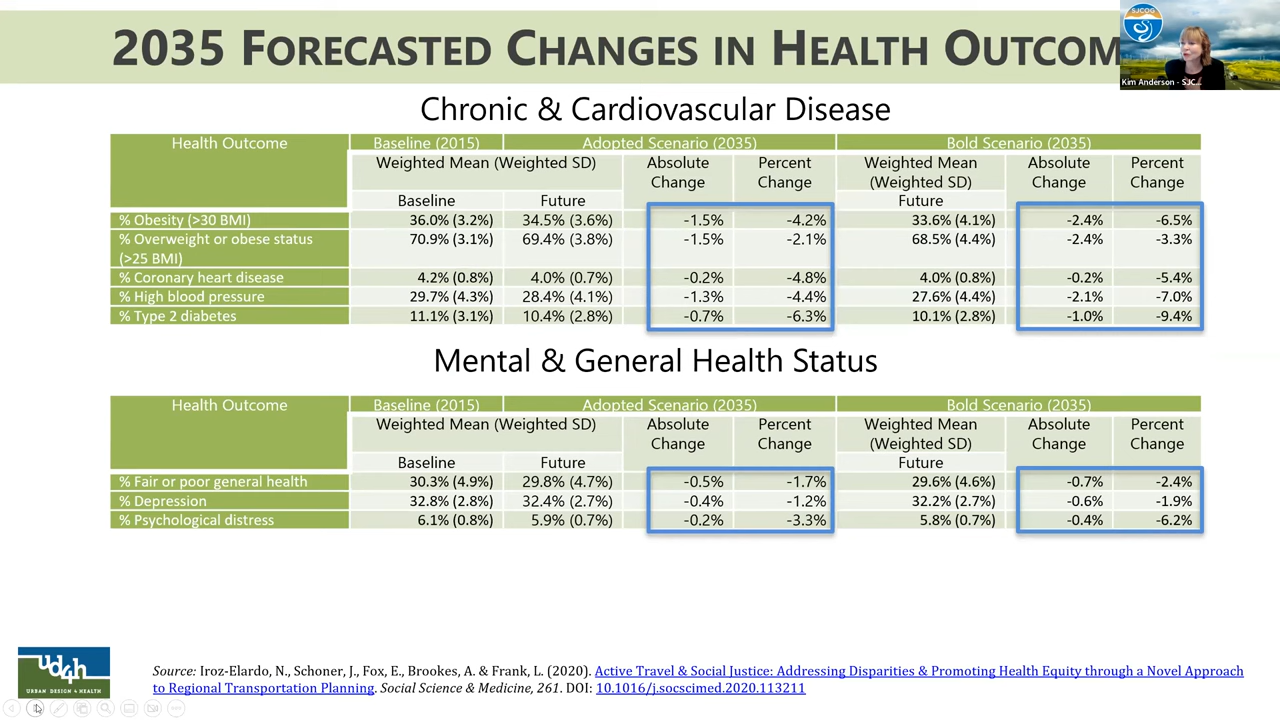 2035 FORECASTED CHANGES IN HEALTH OUTCOM
SJCOG
Kim Anderson - SJC...
Chronic & Cardiovascular Disease
Health Outcome Baseline (2015) Adopted Scenario (2035) Bold Scenario (2035)
Weighted Mean (Weighted SD) Absolute Change Percent Change Weighted Mean (Weighted SD) Absolute Change Percent Change
Baseline Future Future
% Obesity (>30 BMI) 36.0% (3.2%) 34.5% (3.6%) -1.5% -4.2% 33.6% (4.1%) -2.4% -6.5%
% Overweight or obese status (>25 BMI) 70.9% (3.1%) 69.4% (3.8%) -1.5% -2.1% 68.5% (4.4%) -2.4% -3.3%
% Coronary heart disease 4.2% (0.8%) 4.0% (0.7%) -0.2% -4.8% 4.0% (0.8%) -0.2% -5.4%
% High blood pressure 29.7% (4.3%) 28.4% (4.1%) -1.3% -4.4% 27.6% (4.4%) -2.1% -7.0%
% Type 2 diabetes 11.1% (3.1%) 10.4% (2.8%) -0.7% -6.3% 10.1% (2.8%) -1.0% -9.4%
Mental & General Health Status
Health Outcome Baseline (2015) Adopted Scenario (2035) Bold Scenario (2035)
Weighted Mean (Weighted SD) Absolute Change Percent Change Weighted Mean (Weighted SD) Absolute Change Percent Change
Baseline Future Future
% Fair or poor general health 30.3% (4.9%) 29.8% (4.7%) -0.5% -1.7% 29.6% (4.6%) -0.7% -2.4%
% Depression 32.8% (2.8%) 32.4% (2.7%) -0.4% -1.2% 32.2% (2.7%) -0.6% -1.9%
% Psychological distress 6.1% (0.8%) 5.9% (0.7%) -0.2% -3.3% 5.8% (0.7%) -0.4% -6.2%
ud4h
URBAN DESIGN 4 HEALTH
Source: Iroz-Elardo, N., Schoner, J., Fox, E., Brookes, A. & Frank, L. (2020). Active Travel & Social Justice: Addressing Disparities & Promoting Health Equity through a Novel Approach
to Regional Transportation Planning. Social Science & Medicine, 261. DOI: 10.1016/j.socscimed.2020.113211